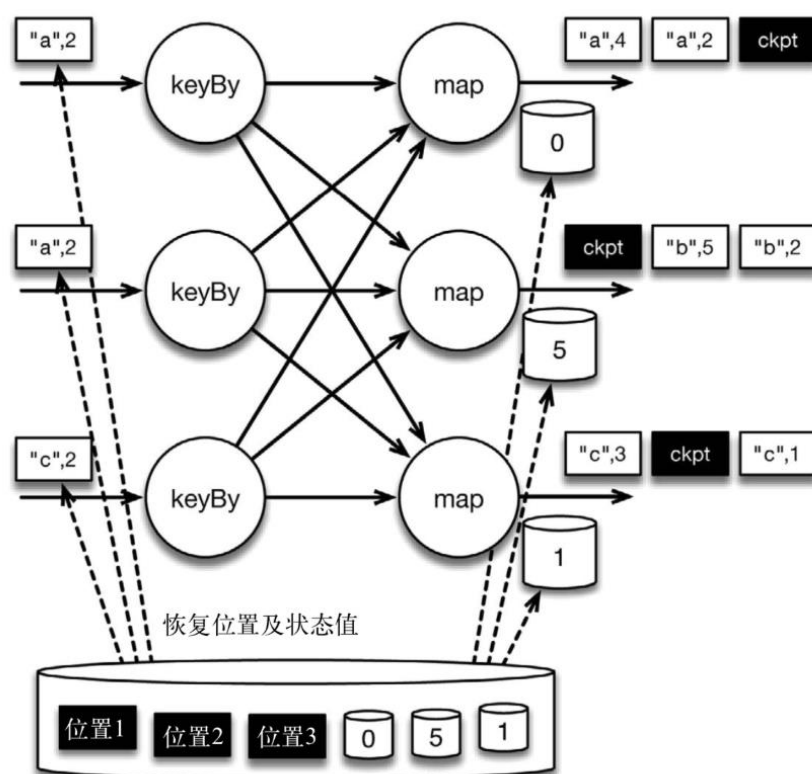 "a",2
keyBy
map
"a",4 "a",2 ckpt
0
"a",2
keyBy
map
ckpt "b",5 "b",2
5
"c",2
keyBy
map
"c",3 ckpt "c",1
1
恢复位置及状态值
位置1 位置2 位置3 0 5 1